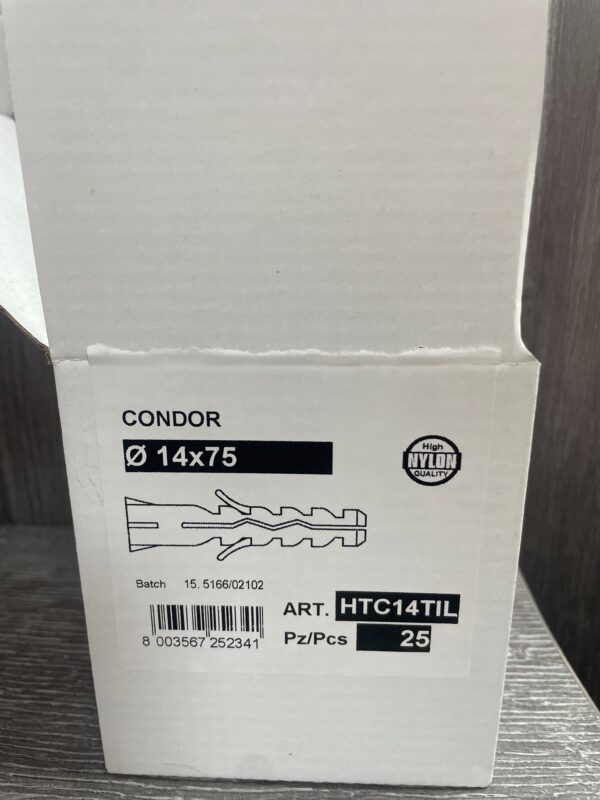 CONDOR
Ø 14x75
High
NYLON
QUALITY
Batch 15. 5166/02102
ART. HTC14TIL
8 003567 252341
Pz/Pcs 25